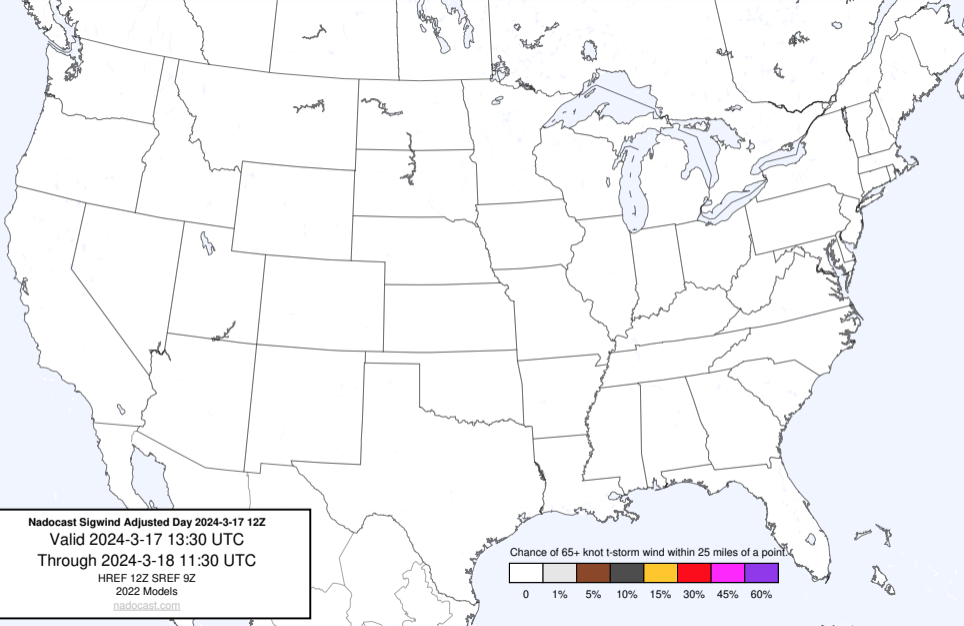 Nadocast Sigwind Adjusted Day 2024-3-17 12Z
Valid 2024-3-17 13:30 UTC
Through 2024-3-18 11:30 UTC
HREF 12Z SREF 9Z
2022 Models
nadocast.com
Chance of 65+ knot t-storm wind within 25 miles of a point.
0 1% 5% 10% 15% 30% 45% 60%